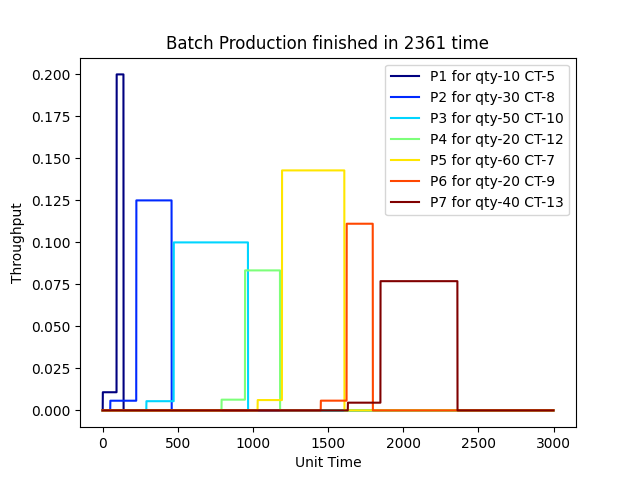 Batch Production finished in 2361 time
0.200
0.175
0.150
0.125
0.100
0.075
0.050
0.025
0.000
Throughput
P1 for qty-10 CT-5
P2 for qty-30 CT-8
P3 for qty-50 CT-10
P4 for qty-20 CT-12
P5 for qty-60 CT-7
P6 for qty-20 CT-9
P7 for qty-40 CT-13
0 500 1000 1500 2000 2500 3000
Unit Time